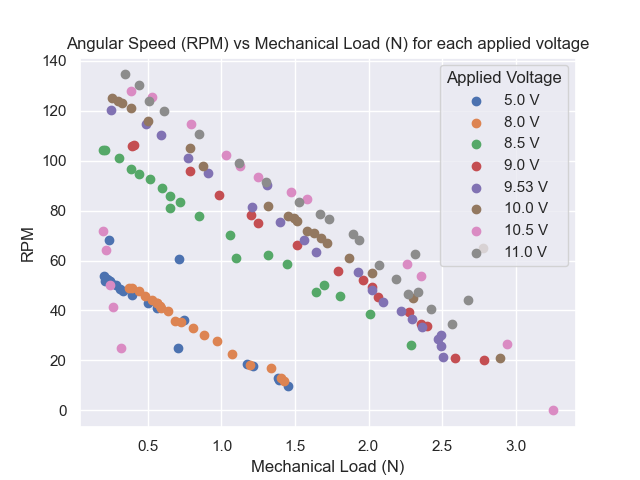 Angular Speed (RPM) vs Mechanical Load (N) for each applied voltage
140
120
100
80
60
40
20
0
RPM
0.5
1.0
1.5
2.0
2.5
3.0
Mechanical Load (N)
Applied Voltage
5.0 V
8.0 V
8.5 V
9.0 V
9.53 V
10.0 V
10.5 V
11.0 V